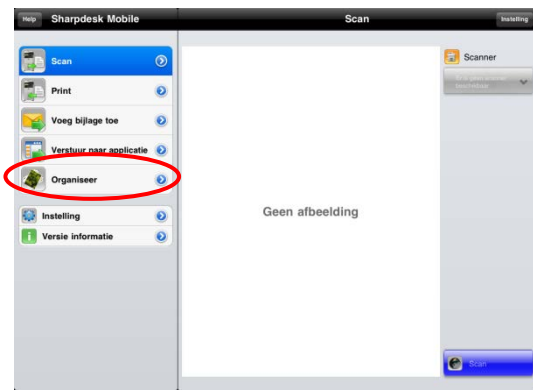 Help
Sharpdesk Mobile
Scan
Instelling
Scan
Print
Voeg bijlage toe
Verstuur naar applicatie
Organiseer
Instelling
Versie informatie
Geen afbeelding
Scanner
beschikbaar
Scan